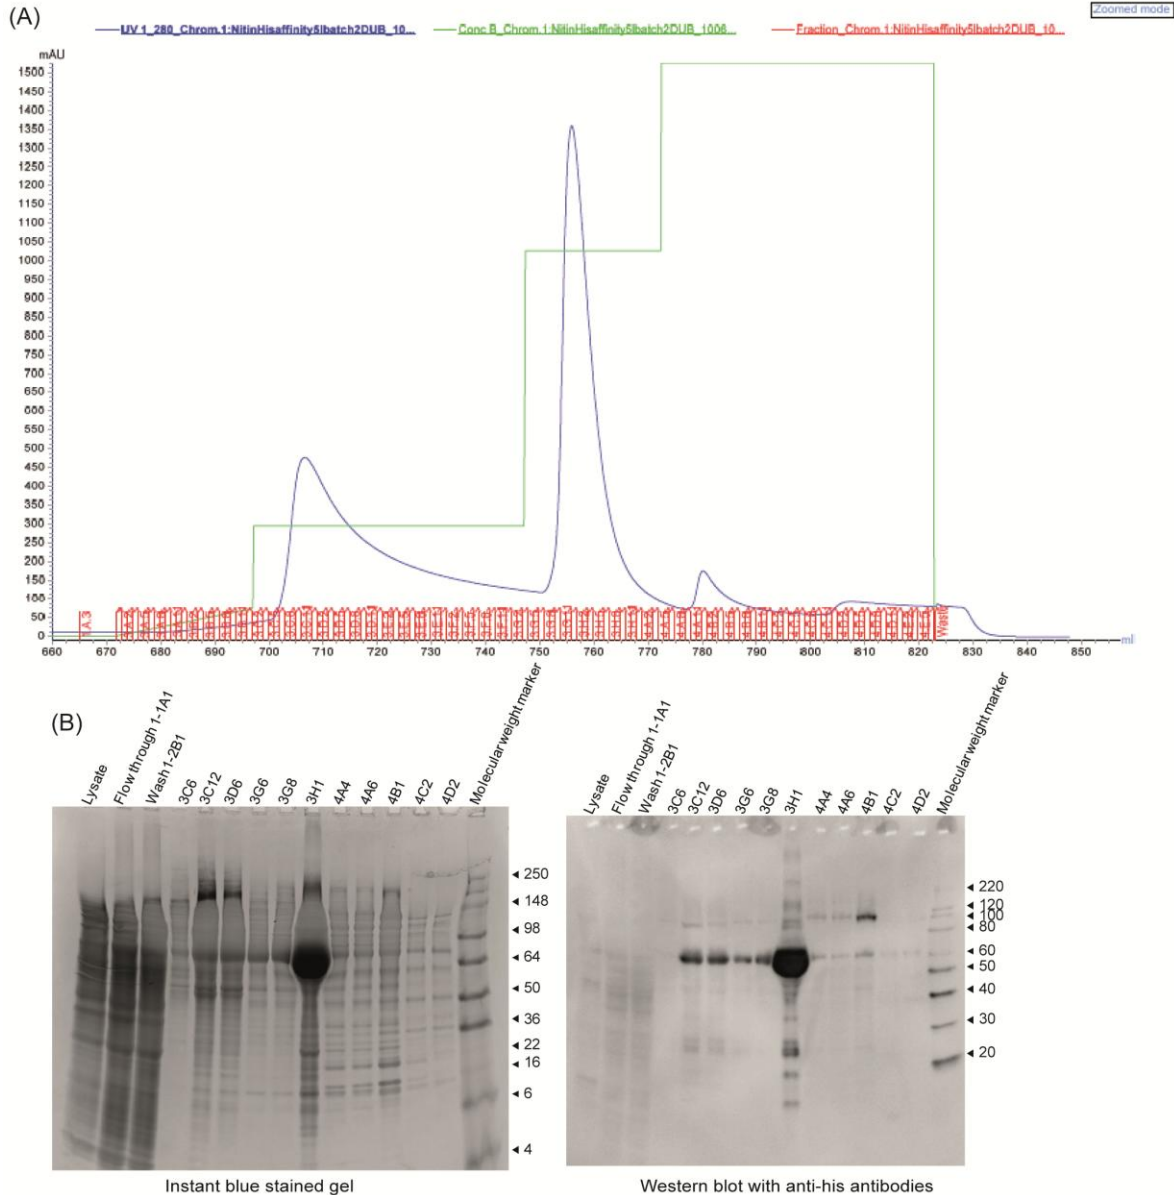 (A)
Zoomed mode
UV 1_280_Chrom.1:NitinHisaffinity5lbatch2DUB_10...
Conc B_Chrom.1:NitinHisaffinity5lbatch2DUB_1006...
Fraction_Chrom.1:NitinHisaffinity5lbatch2DUB_10...
mAU
1500
1450
1400
1350
1300
1250
1200
1150
1100
1050
1000
950
900
850
800
750
700
650
600
550
500
450
400
350
300
250
200
150
100
50
0
660 670 680 690 700 710 720 730 740 750 760 770 780 790 800 810 820 830 840 850 ml
(B)
Lysate
Flow through 1-1A1
Wash 1-2B1
3C6
3C12
3D6
3G6
3G8
3H1
4A4
4A6
4B1
4C2
4D2
Molecular weight marker
250
148
98
64
50
36
22
16
6
4
Instant blue stained gel
Lysate
Flow through 1-1A1
Wash 1-2B1
3C6
3C12
3D6
3G6
3G8
3H1
4A4
4A6
4B1
4C2
4D2
Molecular weight marker
220
120
100
80
60
50
40
30
20
Western blot with anti-his antibodies